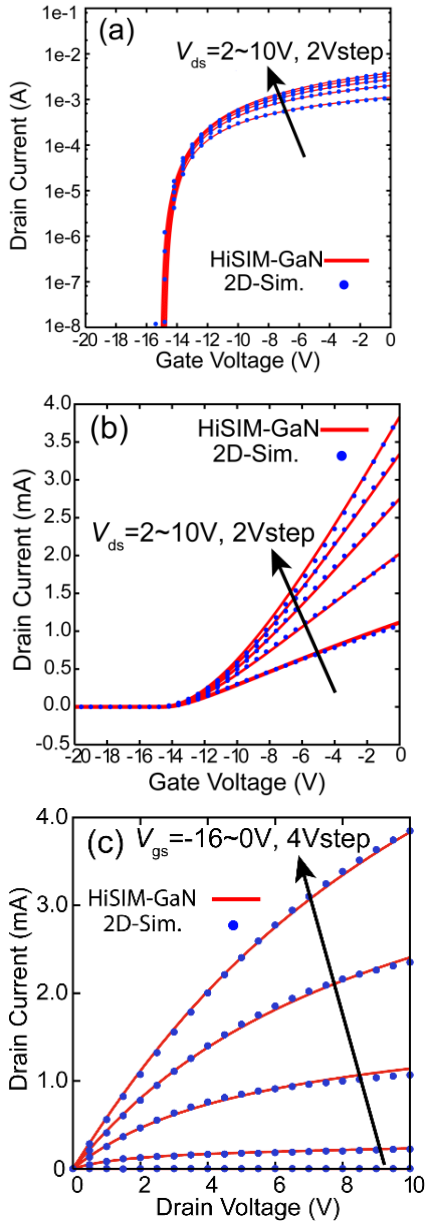 (a)
V_ds=2~10V, 2Vstep
1e-2
1e-3
1e-4
1e-5
1e-6
1e-7
1e-8
Drain Current (A)
HiSIM-GaN
2D-Sim.
-20 -18 -16 -14 -12 -10 -8 -6 -4 -2 0
Gate Voltage (V)
(b)
HiSIM-GaN
2D-Sim.
V_ds=2~10V, 2Vstep
4.0
3.5
3.0
2.5
2.0
1.5
1.0
0.5
0.0
-0.5
Drain Current (mA)
-20 -18 -16 -14 -12 -10 -8 -6 -4 -2 0
Gate Voltage (V)
(c)
V_gs=-16~0V, 4Vstep
HiSIM-GaN
2D-Sim.
4.0
3.0
2.0
1.0
0
Drain Current (mA)
0 2 4 6 8 10
Drain Voltage (V)